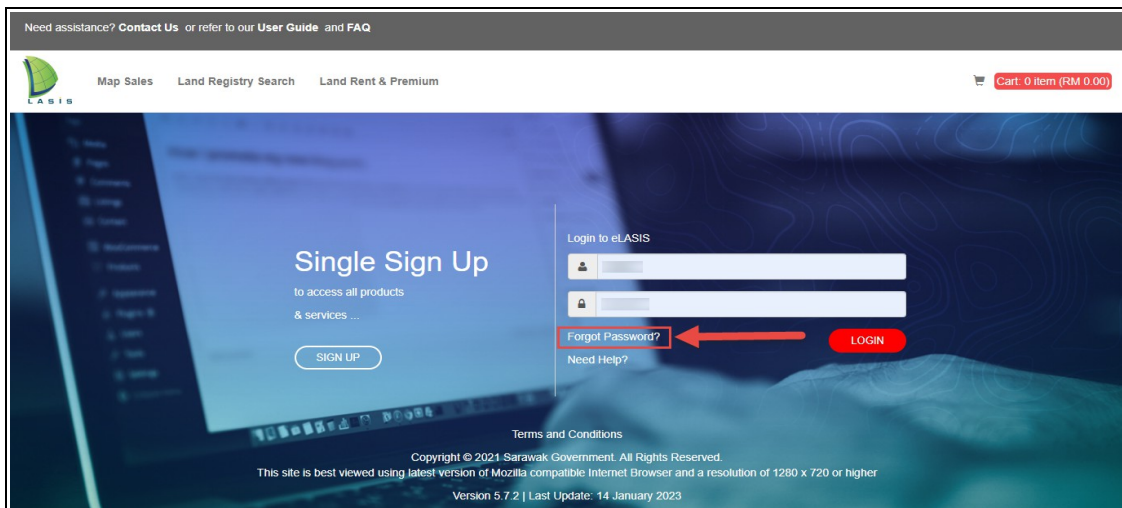 Need assistance? Contact Us or refer to our User Guide and FAQ
LASIS
Map Sales Land Registry Search Land Rent & Premium
Cart: 0 item (RM 0.00)
Single Sign Up
to access all products
& services ...
SIGN UP
Login to eLASIS
Forgot Password?
LOGIN
Need Help?
Terms and Conditions
Copyright © 2021 Sarawak Government. All Rights Reserved.
This site is best viewed using latest version of Mozilla compatible Internet Browser and a resolution of 1280 x 720 or higher
Version 5.7.2 | Last Update: 14 January 2023